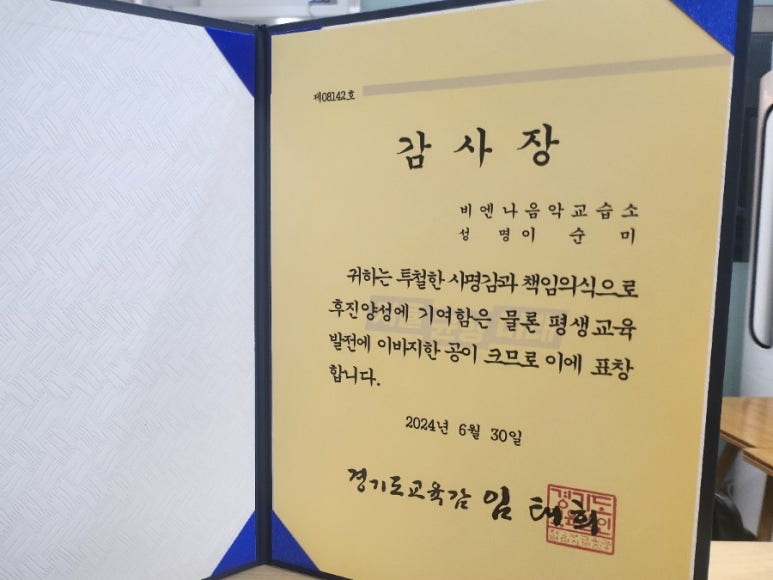 제08142호
감사장
비엔나음악교습소
성명이순미
귀하는 투철한 사명감과 책임의식으로
후진양성에 기여함은 물론 평생교육
발전에 이바지한 공이 크므로 이에 표창
합니다.
2024년 6월 30일
경기도교육감 임태희
경기도